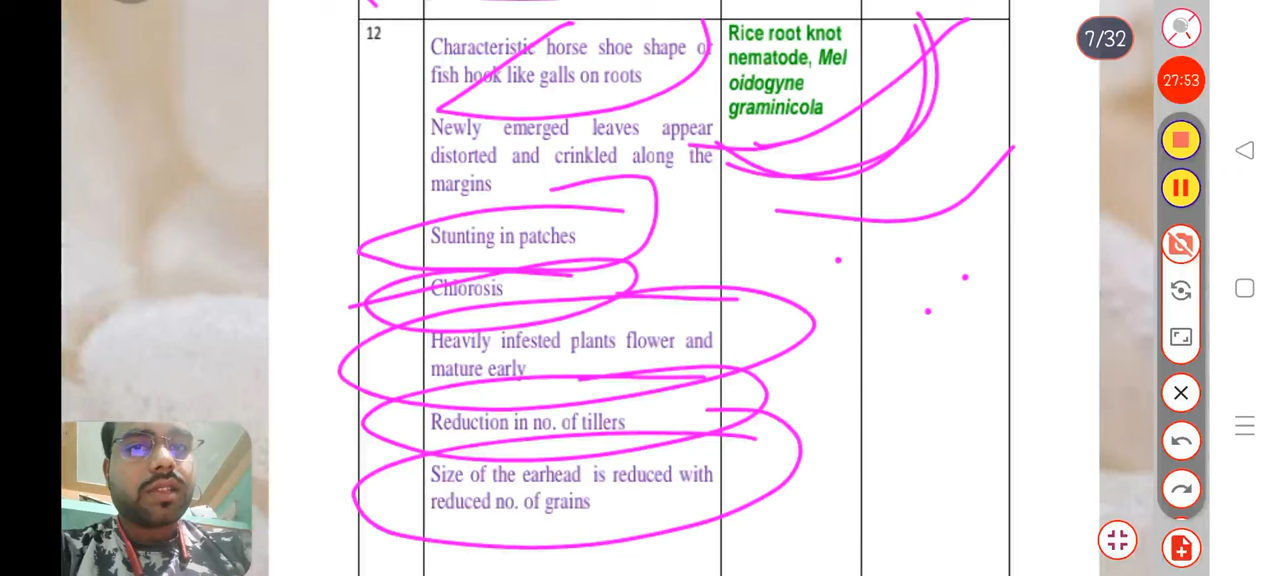 12
Characteristic horse shoe shape or
fish hook like galls on roots
Newly emerged leaves appear
distorted and crinkled along the
margins
Stunting in patches
Chlorosis
Heavily infested plants flower and
mature early
Reduction in no. of tillers
Size of the earhead is reduced with
reduced no. of grains
Rice root knot
nematode, Mel
oidogyne
graminicola
7/32
27:53